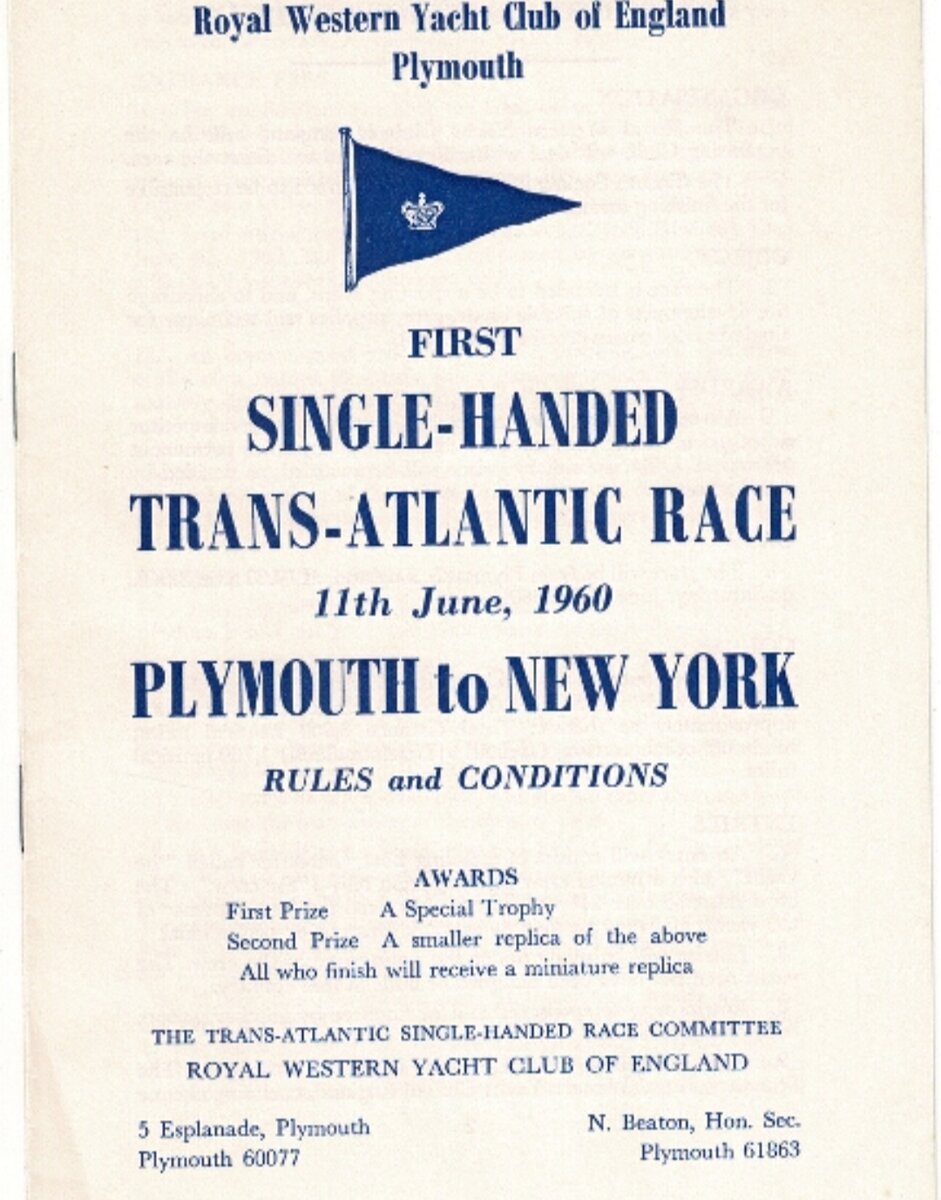 Royal Western Yacht Club of England
Plymouth
FIRST
SINGLE-HANDED
TRANS-ATLANTIC RACE
11th June, 1960
PLYMOUTH to NEW YORK
RULES and CONDITIONS
AWARDS
First Prize A Special Trophy
Second Prize A smaller replica of the above
All who finish will receive a miniature replica
THE TRANS-ATLANTIC SINGLE-HANDED RACE COMMITTEE
ROYAL WESTERN YACHT CLUB OF ENGLAND
5 Esplanade, Plymouth N. Beaton, Hon. Sec.
Plymouth 60077 Plymouth 61863